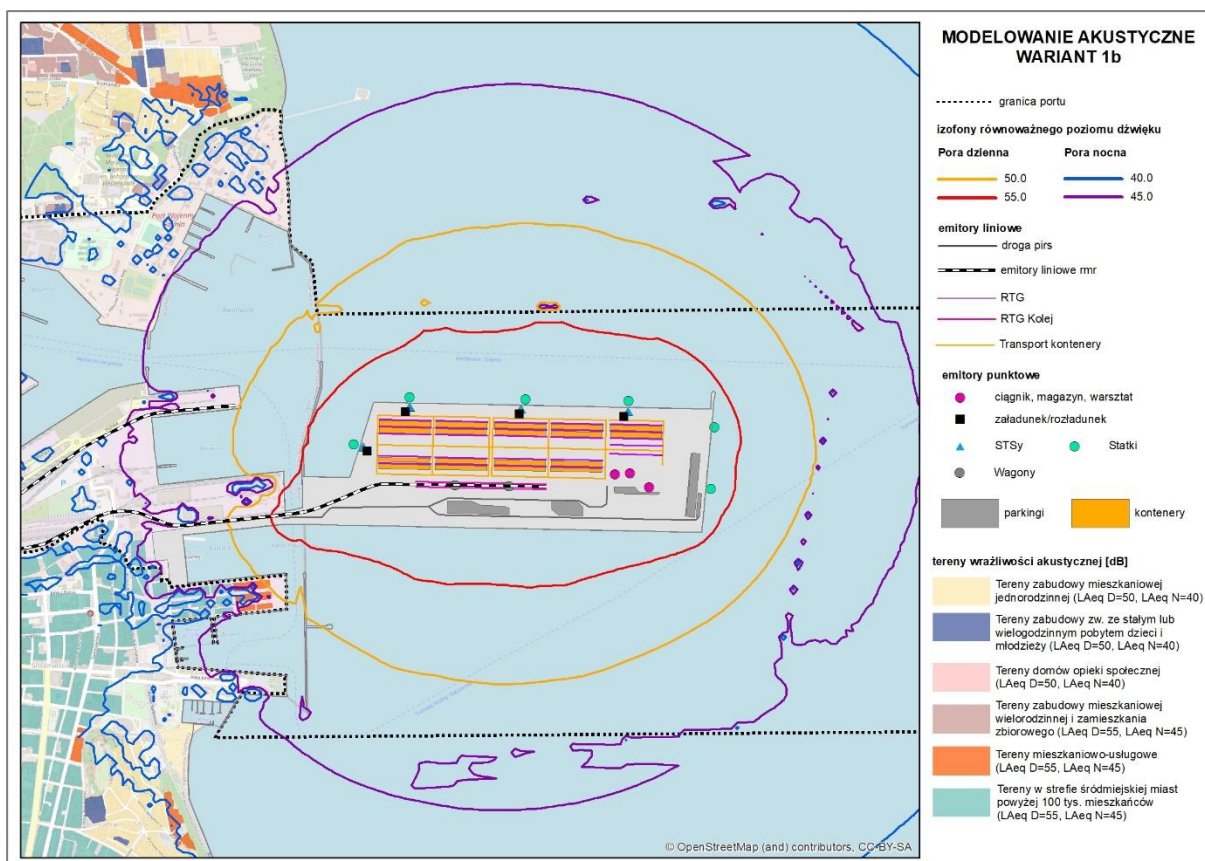 MODELOWANIE AKUSTYCZNE
WARIANT 1b
granica portu
izofony równoważnego poziomu dźwięku
Pora dzienna
Pora nocna
50.0
40.0
55.0
45.0
emitory liniowe
droga pirs
emitory liniowe rmr
RTG
RTG Kolej
Transport kontenery
emitory punktowe
ciągnik, magazyn, warsztat
załadunek/rozładunek
STSy
Statki
Wagony
parkingi
kontenery
tereny wrażliwości akustycznej [dB]
Tereny zabudowy mieszkaniowej
jednorodzinnej (LAeq D=50, LAeq N=40)
Tereny zabudowy zw. ze stałym lub
wielogodzinnym pobytem dzieci i
młodzieży (LAeq D=50, LAeq N=40)
Tereny domów opieki społecznej
(LAeq D=50, LAeq N=40)
Tereny zabudowy mieszkaniowej
wielorodzinnej i zamieszkania
zbiorowego (LAeq D=55, LAeq N=45)
Tereny mieszkaniowo-usługowe
(LAeq D=55, LAeq N=45)
Tereny w strefie śródmiejskiej miast
powyżej 100 tys. mieszkańców
(LAeq D=55, LAeq N=45)
© OpenStreetMap (and) contributors, CC-BY-SA